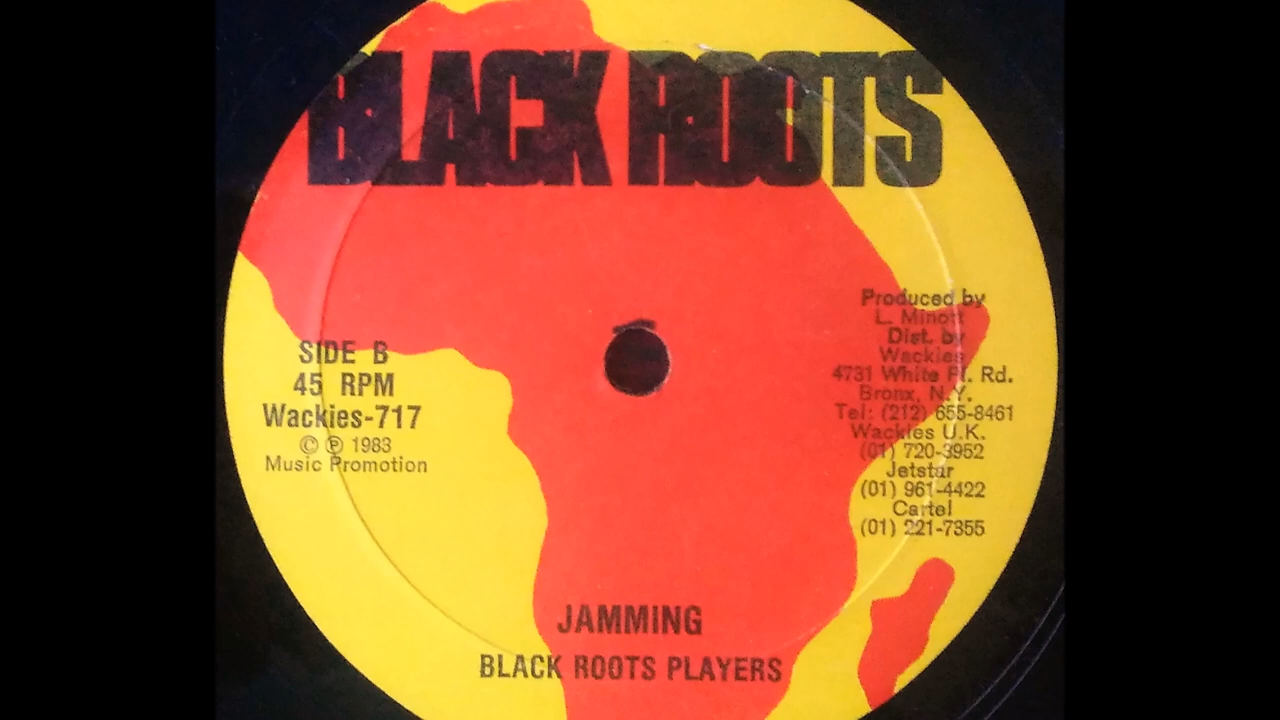 BLACK ROOTS
SIDE B
45 RPM
Wackies-717
© ℗ 1983
Music Promotion
Produced by
L. Minott
Dist. by
Wackies
4731 White Pl. Rd.
Bronx, N.Y.
Tel: (212) 655-8461
Wackies U.K.
(01) 720-3952
Jetstar
(01) 961-4422
Cartel
(01) 221-7355
JAMMING
BLACK ROOTS PLAYERS